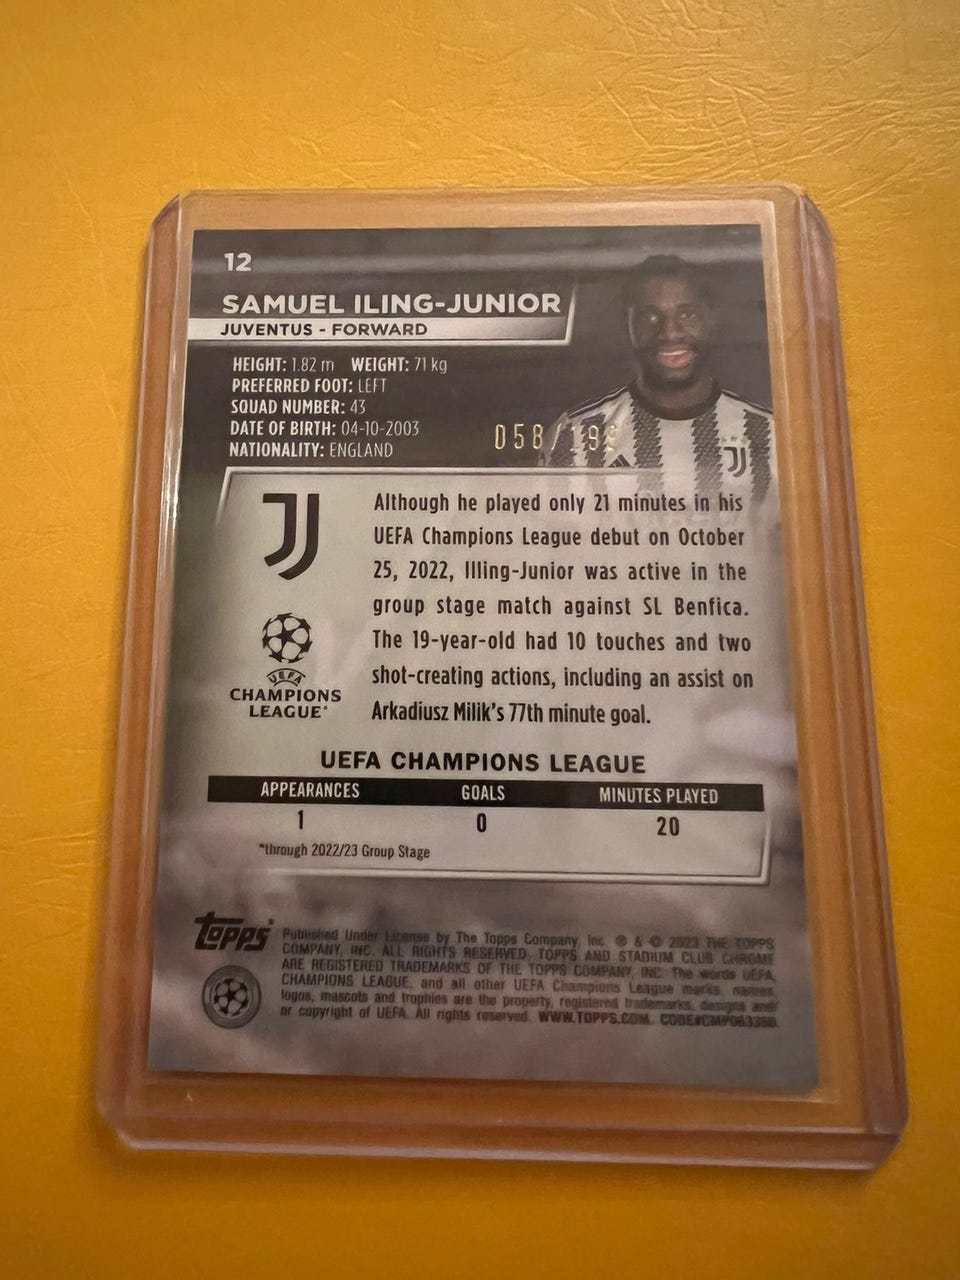 12
SAMUEL ILING-JUNIOR
JUVENTUS - FORWARD
HEIGHT: 1.82 m WEIGHT: 71 kg
PREFERRED FOOT: LEFT
SQUAD NUMBER: 43
DATE OF BIRTH: 04-10-2003
NATIONALITY: ENGLAND
058/199
Although he played only 21 minutes in his
UEFA Champions League debut on October
25, 2022, Illing-Junior was active in the
group stage match against SL Benfica.
The 19-year-old had 10 touches and two
shot-creating actions, including an assist on
Arkadiusz Milik's 77th minute goal.
UEFA
CHAMPIONS
LEAGUE®
UEFA CHAMPIONS LEAGUE
APPEARANCES GOALS MINUTES PLAYED
1 0 20
*through 2022/23 Group Stage
Topps®
Published Under License by The Topps Company, Inc. ® & © 2023 THE TOPPS
COMPANY, INC. ALL RIGHTS RESERVED. TOPPS AND STADIUM CLUB CHROME
ARE REGISTERED TRADEMARKS OF THE TOPPS COMPANY, INC. The words UEFA,
CHAMPIONS LEAGUE, and all other UEFA Champions League marks, names,
logos, mascots and trophies are the property, registered trademarks, designs and/
or copyright of UEFA. All rights reserved. WWW.TOPPS.COM.